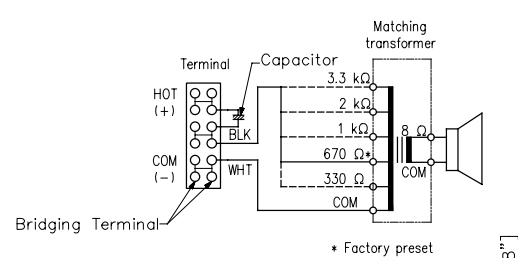 Matching
transformer
Terminal
Capacitor
HOT
(+)
BLK
COM
(-)
WHT
3.3 kΩ
2 kΩ
1 kΩ
670 Ω*
330 Ω
COM
8 Ω
COM
Bridging Terminal
* Factory preset
8"